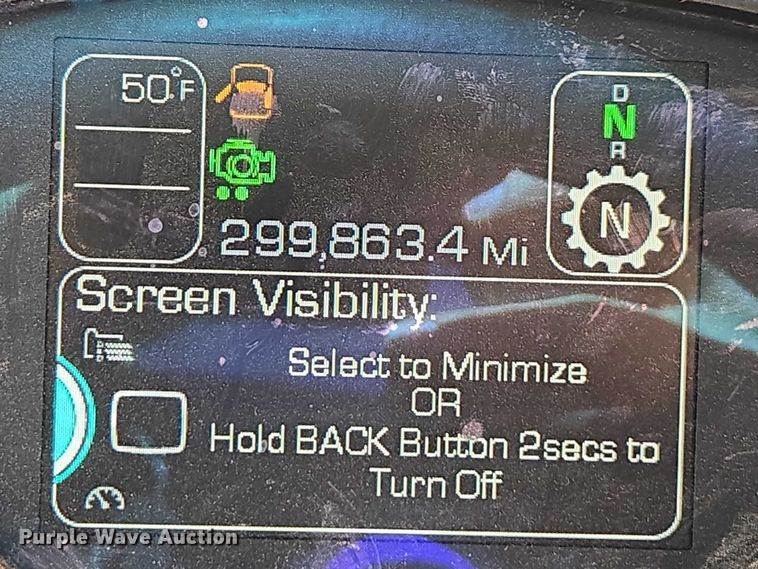 50°F
D
N
R
N
299,863.4 Mi
Screen Visibility:
Select to Minimize
OR
Hold BACK Button 2secs to
Turn Off
Purple Wave Auction